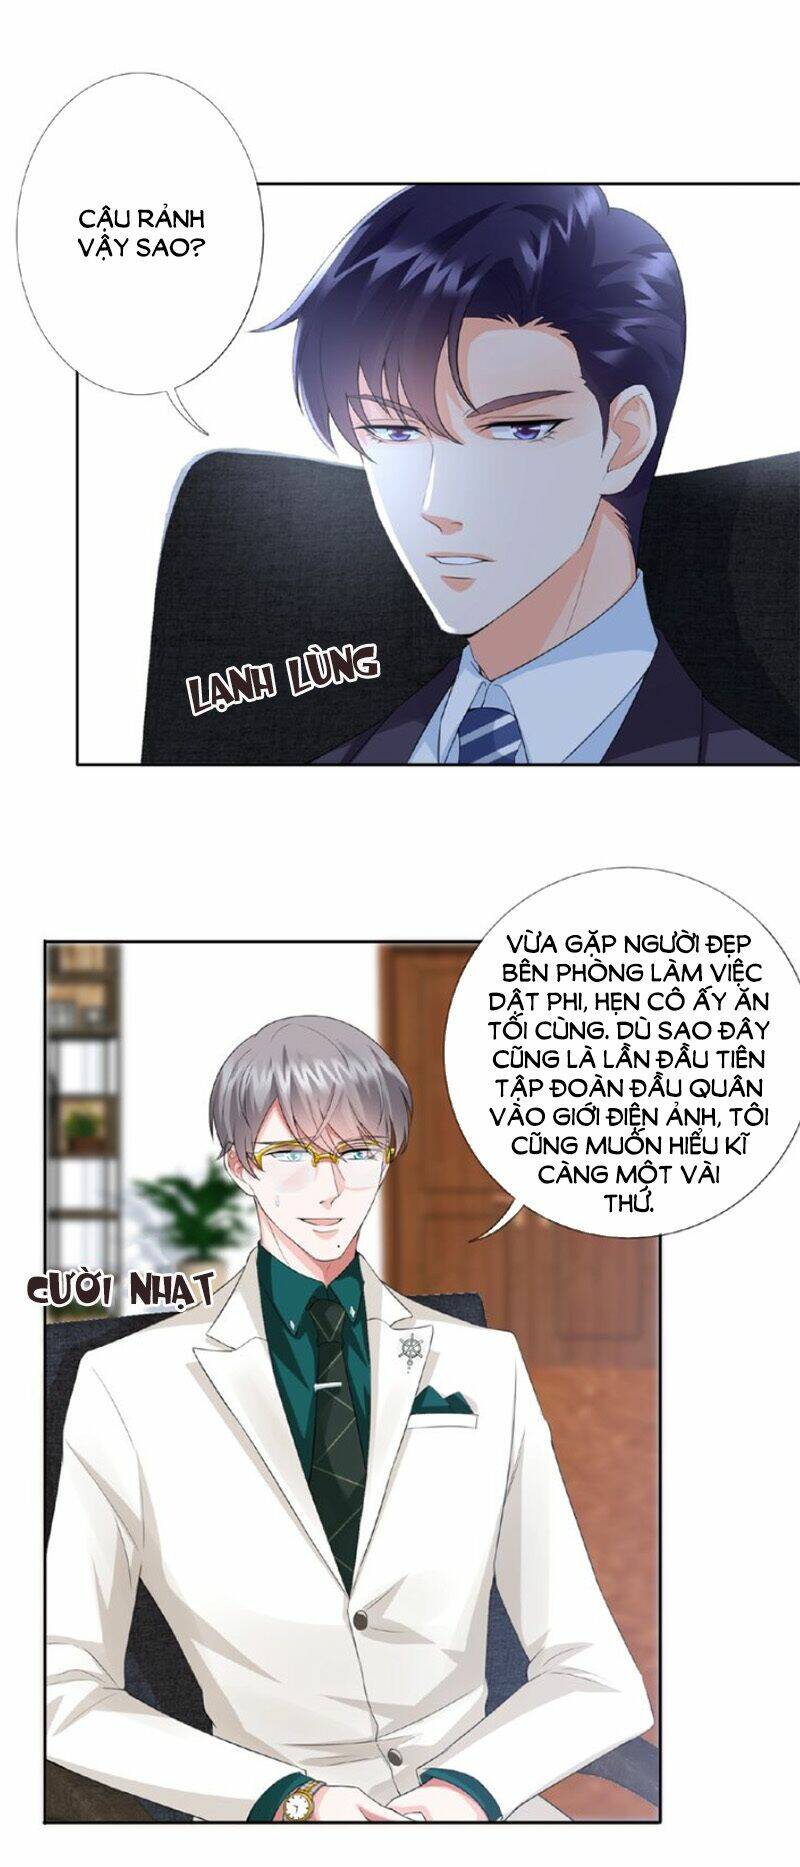 CẬU RẢNH
VẬY SAO?
LẠNH LÙNG
VỪA GẶP NGƯỜI ĐẸP
BÊN PHÒNG LÀM VIỆC
DẬT PHI, HẸN CÔ ẤY ĂN
TỐI CÙNG. DÙ SAO ĐÂY
CŨNG LÀ LẦN ĐẦU TIÊN
TẬP ĐOÀN ĐẦU QUÂN
VÀO GIỚI ĐIỆN ẢNH, TÔI
CŨNG MUỐN HIỂU KĨ
CÀNG MỘT VÀI
THỨ.
CƯỜI NHẠT